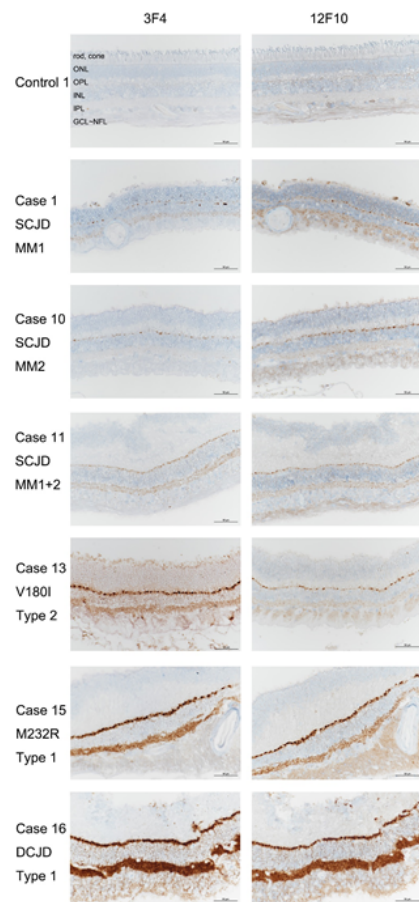 3F4 12F10
rod, cone
ONL
OPL
Control 1
INL
IPL
GCL~NFL
Case 1
SCJD
MM1
Case 10
SCJD
MM2
Case 11
SCJD
MM1+2
Case 13
V180I
Type 2
Case 15
M232R
Type 1
Case 16
DCJD
Type 1